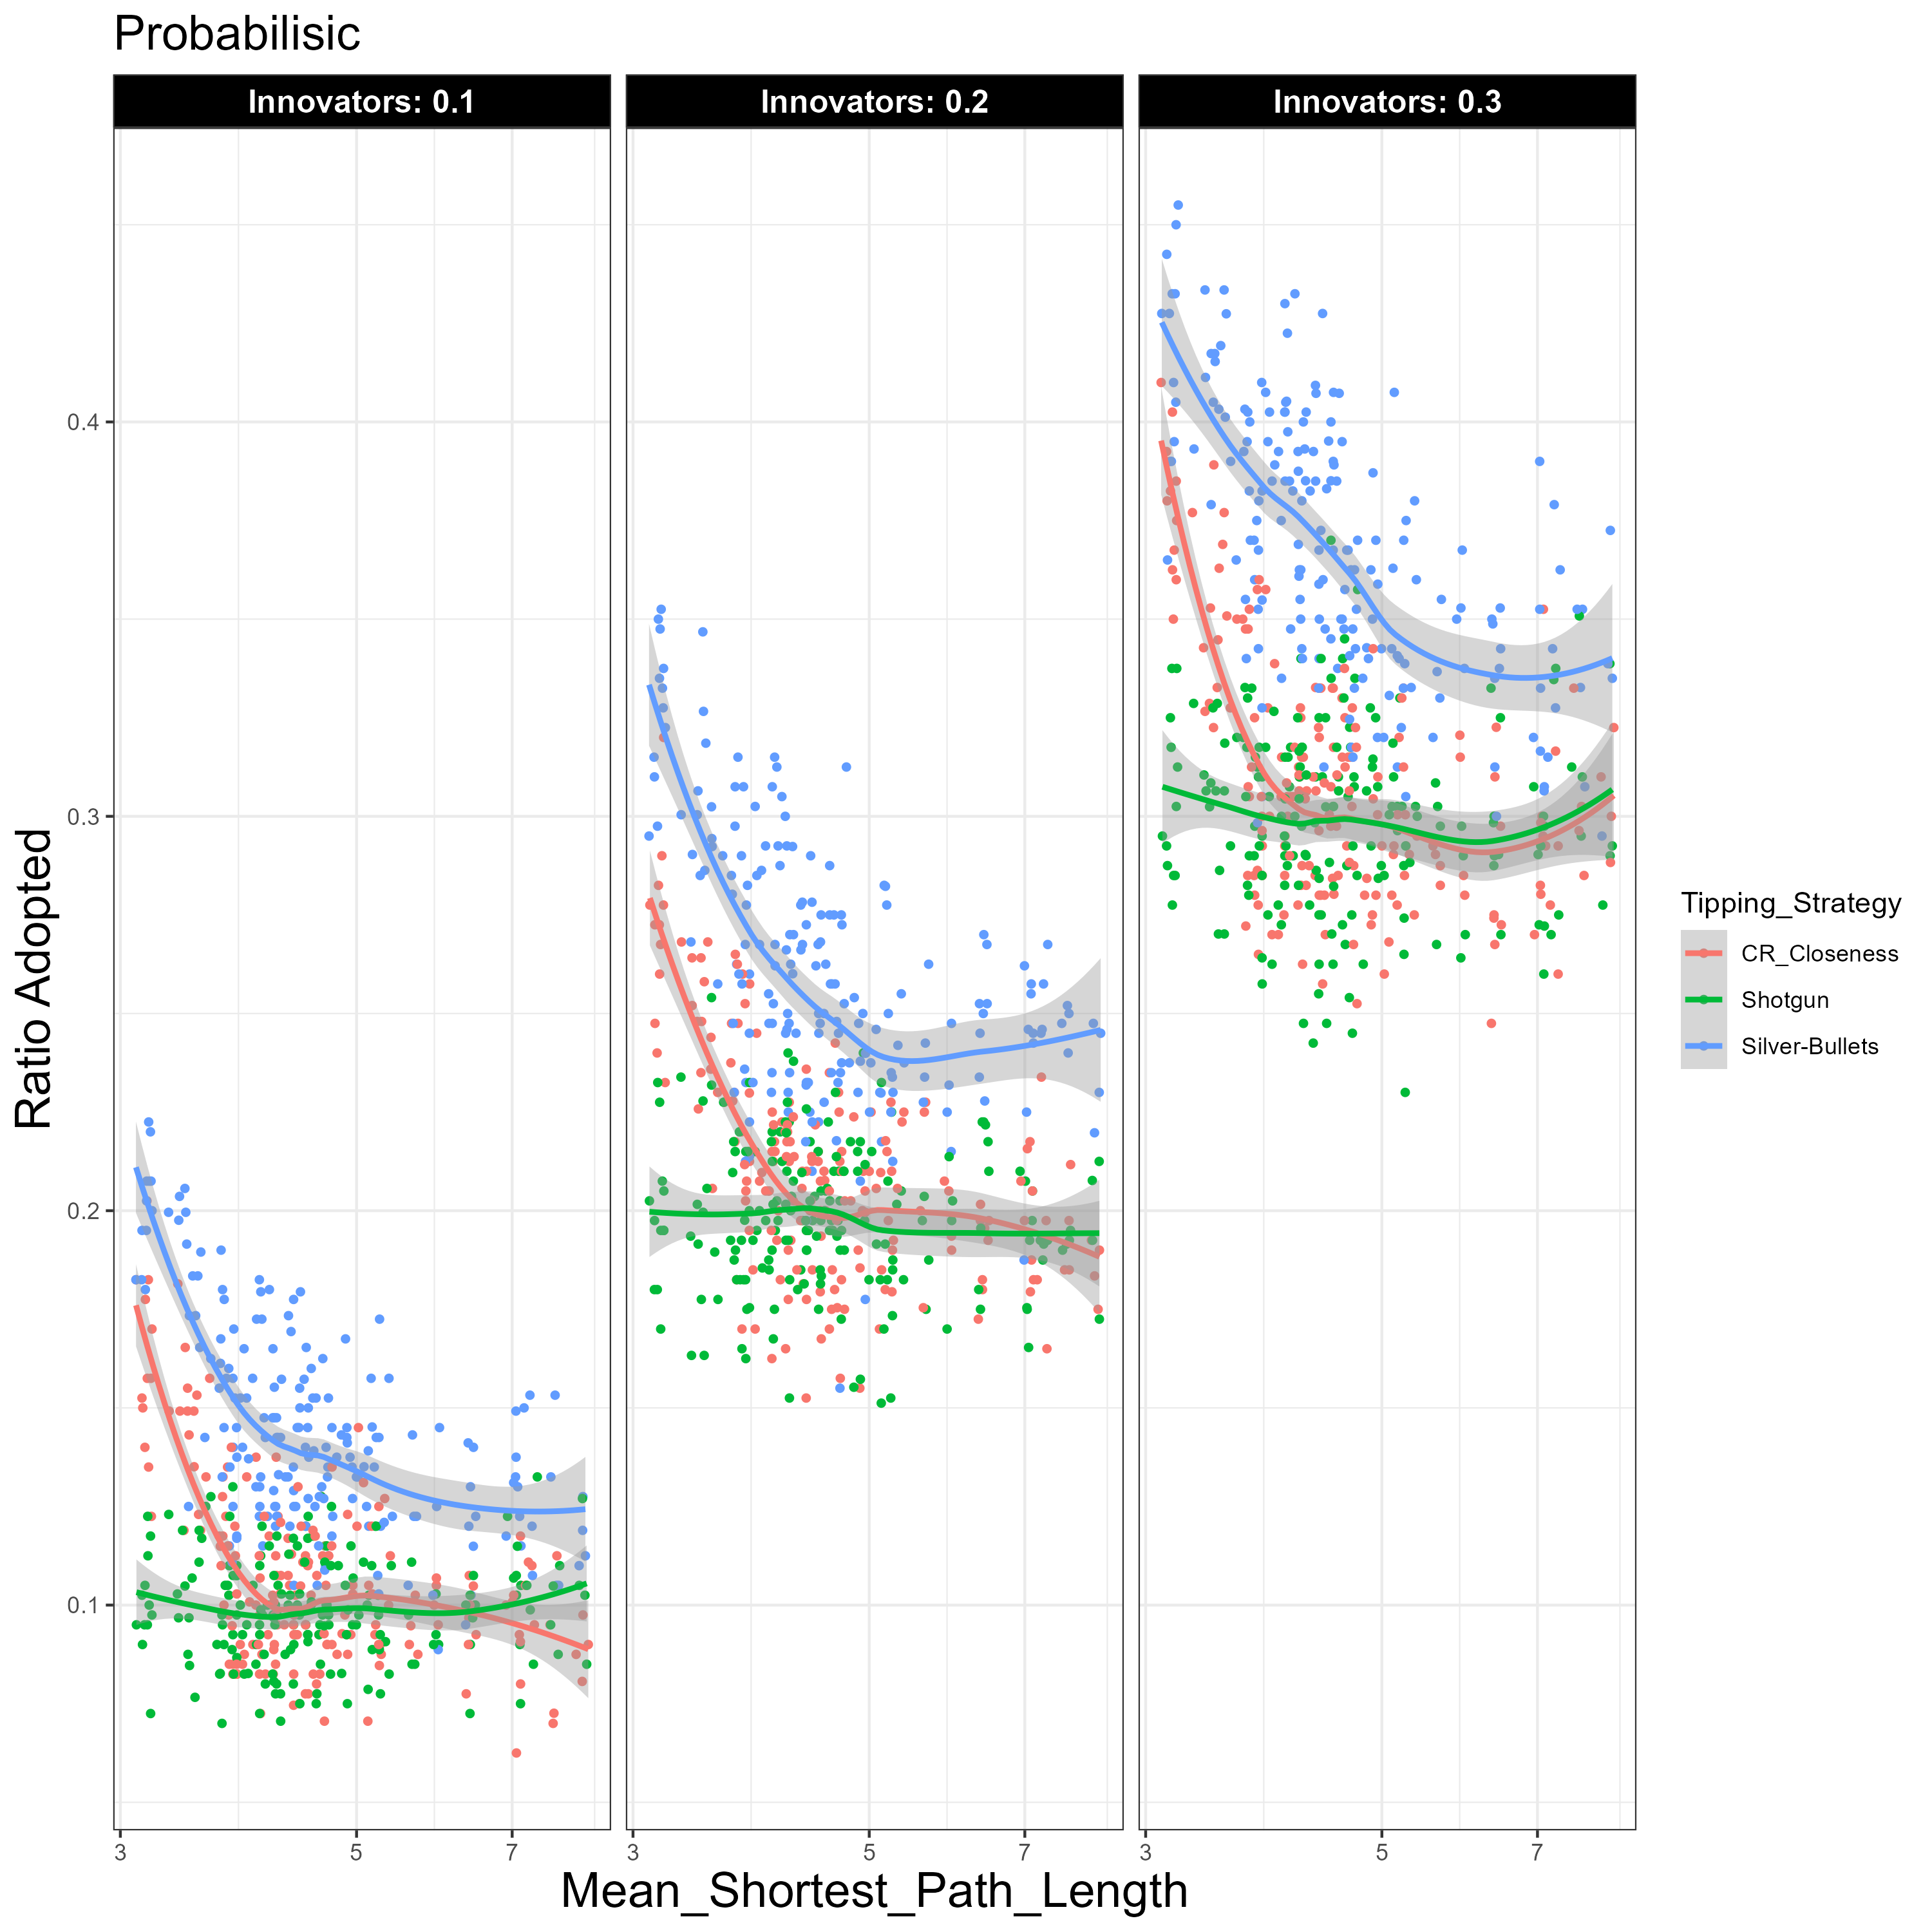 Probabilisic
Innovators: 0.1
Innovators: 0.2
Innovators: 0.3
0.4
0.3
0.2
0.1
Ratio Adopted
3 5 7
3 5 7
3 5 7
Mean_Shortest_Path_Length
Tipping_Strategy
CR_Closeness
Shotgun
Silver-Bullets